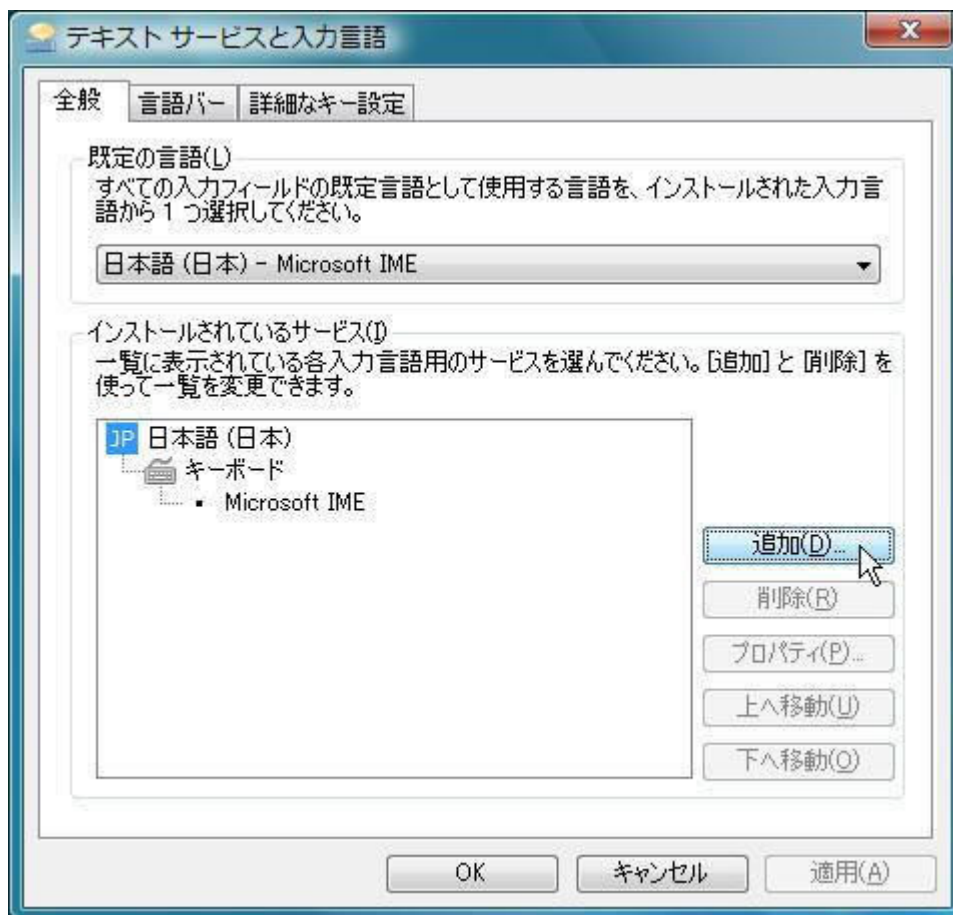 テキスト サービスと入力言語
全般
言語バー
詳細なキー設定
既定の言語(L)
すべての入力フィールドの既定言語として使用する言語を、インストールされた入力言
語から 1 つ選択してください。
日本語 (日本) - Microsoft IME
インストールされているサービス(I)
一覧に表示されている各入力言語用のサービスを選んでください。[追加] と [削除] を
使って一覧を変更できます。
JP 日本語 (日本)
キーボード
• Microsoft IME
追加(D)...
削除(R)
プロパティ(P)...
上へ移動(U)
下へ移動(O)
OK
キャンセル
適用(A)